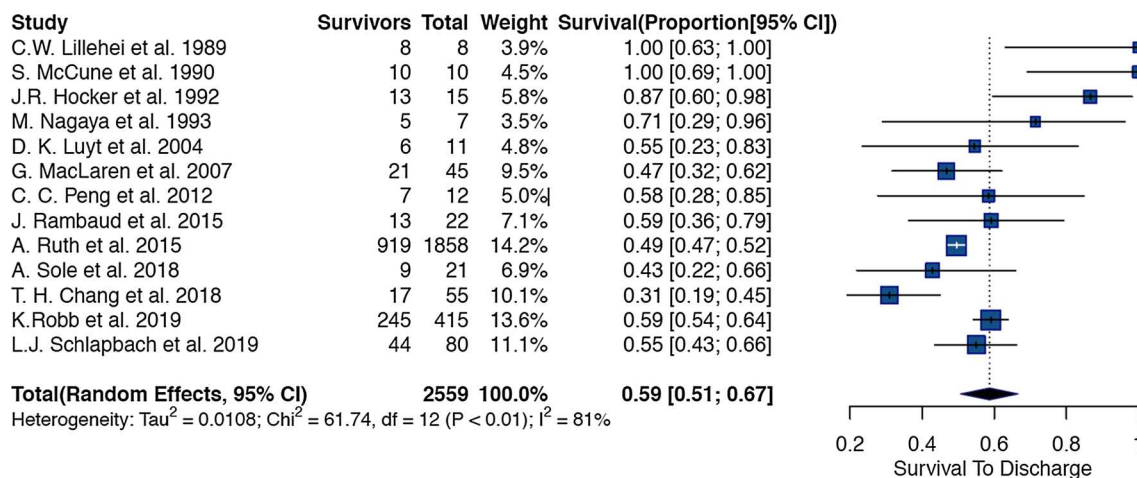 Study Survivors Total Weight Survival(Proportion[95% CI])
C.W. Lillehei et al. 1989 8 8 3.9% 1.00 [0.63; 1.00]
S. McCune et al. 1990 10 10 4.5% 1.00 [0.69; 1.00]
J.R. Hocker et al. 1992 13 15 5.8% 0.87 [0.60; 0.98]
M. Nagaya et al. 1993 5 7 3.5% 0.71 [0.29; 0.96]
D. K. Luyt et al. 2004 6 11 4.8% 0.55 [0.23; 0.83]
G. MacLaren et al. 2007 21 45 9.5% 0.47 [0.32; 0.62]
C. C. Peng et al. 2012 7 12 5.0% 0.58 [0.28; 0.85]
J. Rambaud et al. 2015 13 22 7.1% 0.59 [0.36; 0.79]
A. Ruth et al. 2015 919 1858 14.2% 0.49 [0.47; 0.52]
A. Sole et al. 2018 9 21 6.9% 0.43 [0.22; 0.66]
T. H. Chang et al. 2018 17 55 10.1% 0.31 [0.19; 0.45]
K.Robb et al. 2019 245 415 13.6% 0.59 [0.54; 0.64]
L.J. Schlapbach et al. 2019 44 80 11.1% 0.55 [0.43; 0.66]
Total(Random Effects, 95% CI) 2559 100.0% 0.59 [0.51; 0.67]
Heterogeneity: Tau² = 0.0108; Chi² = 61.74, df = 12 (P < 0.01); I² = 81%
0.2 0.4 0.6 0.8
Survival To Discharge